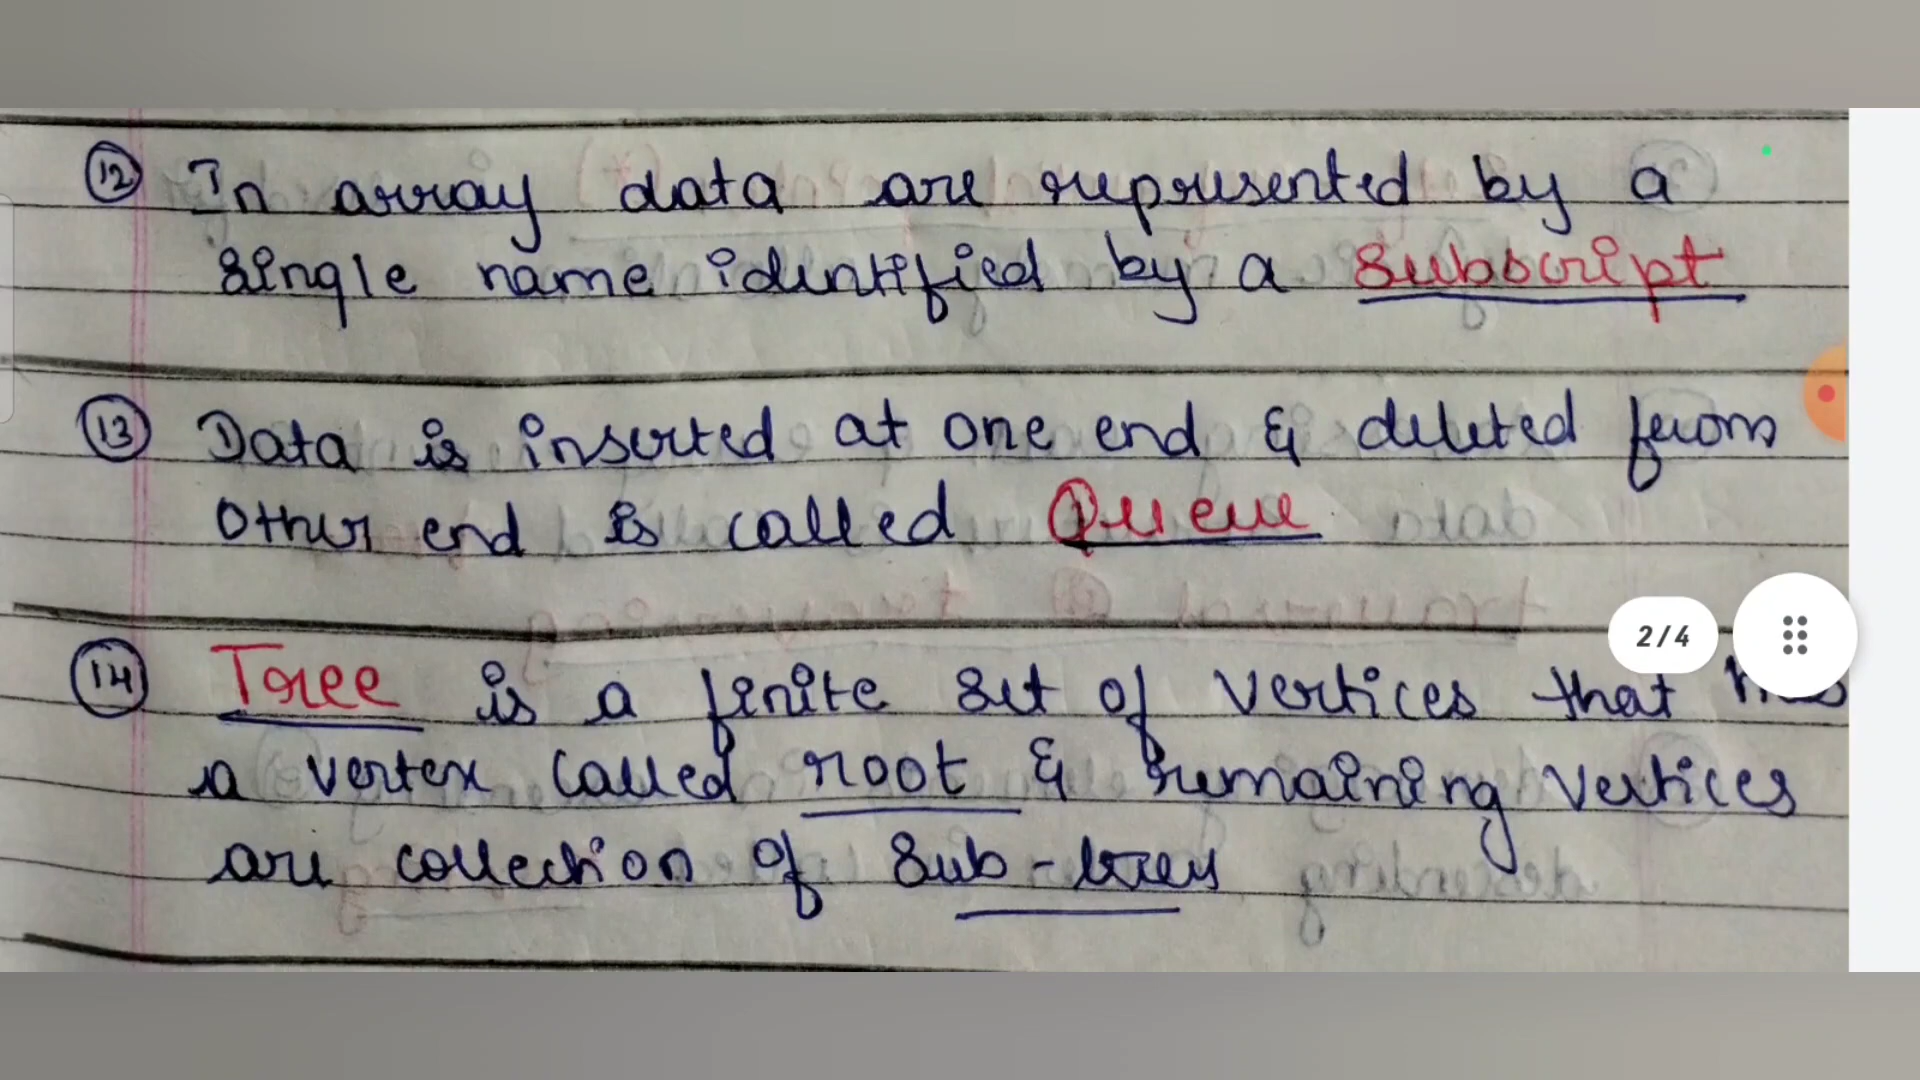 12 In array data are represented by a
single name identified by a Subscript
13 Data is inserted at one end & deleted from
other end is called Queue
2/4
14 Tree is a finite set of vertices that has
a vertex called root & remaining vertices
are collection of Sub-trees